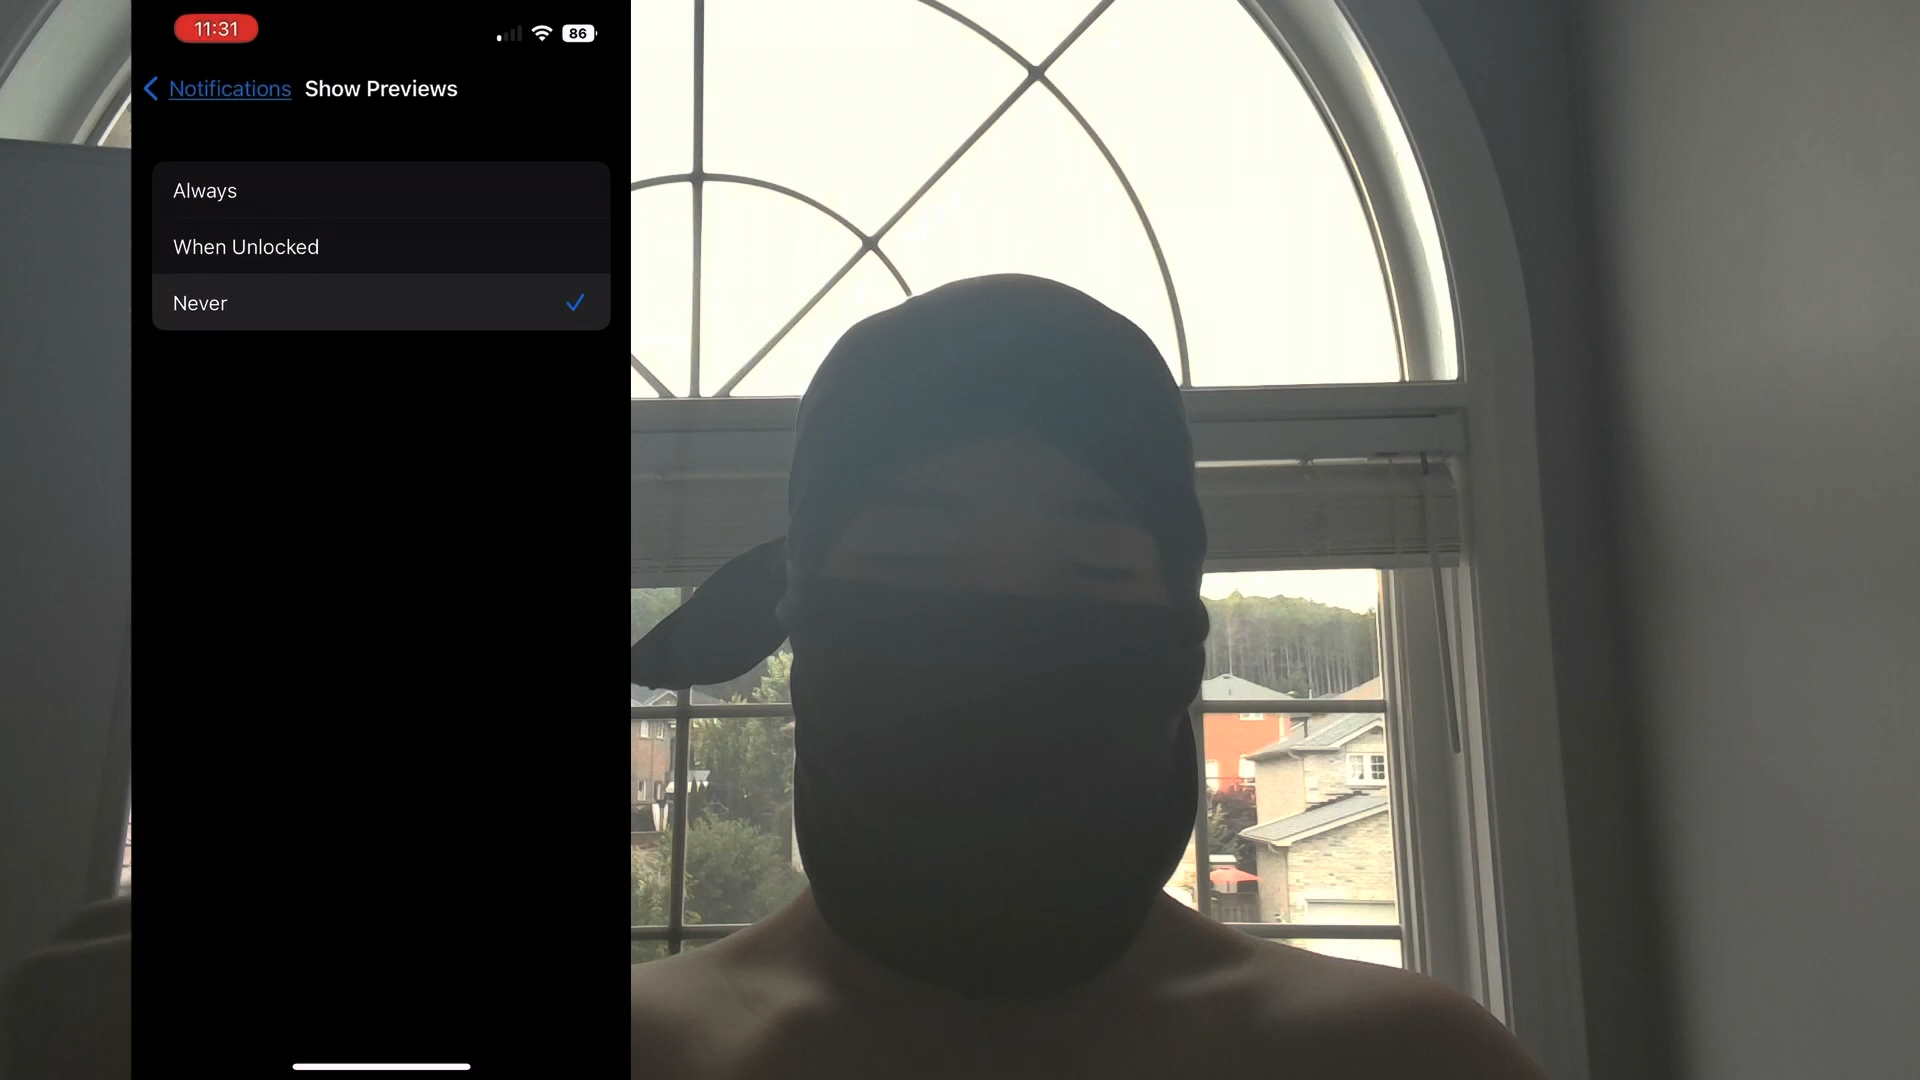 11:31
86
Notifications Show Previews
Always
When Unlocked
Never